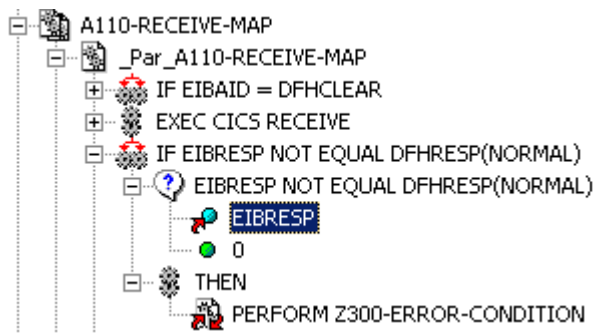 A110-RECEIVE-MAP
_Par_A110-RECEIVE-MAP
IF EIBAID = DFHCLEAR
EXEC CICS RECEIVE
IF EIBRESP NOT EQUAL DFHRESP(NORMAL)
EIBRESP NOT EQUAL DFHRESP(NORMAL)
EIBRESP
0
THEN
PERFORM Z300-ERROR-CONDITION